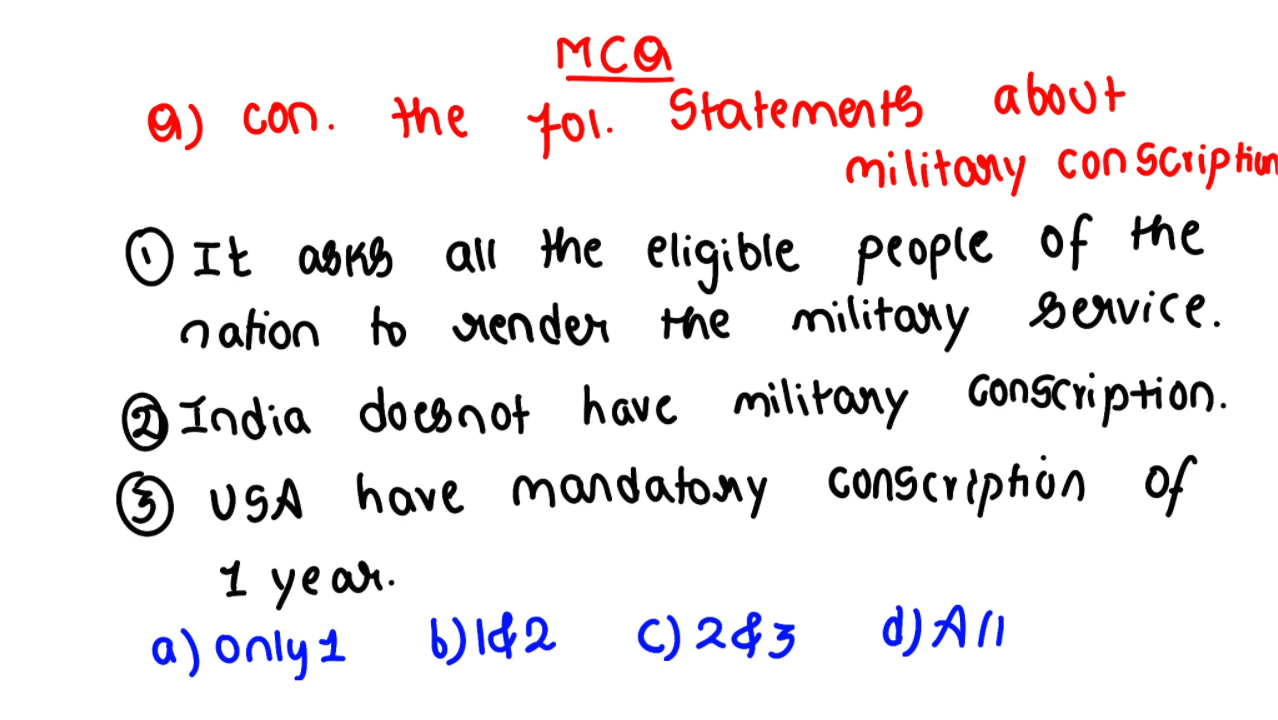 MCQ
Q) con. the fol. Statements about
military conscription
① It asks all the eligible people of the
nation to render the military service.
② India does not have military conscription.
③ USA have mandatory conscription of
1 year.
a) only 1 b) 1&2 c) 2&3 d) All